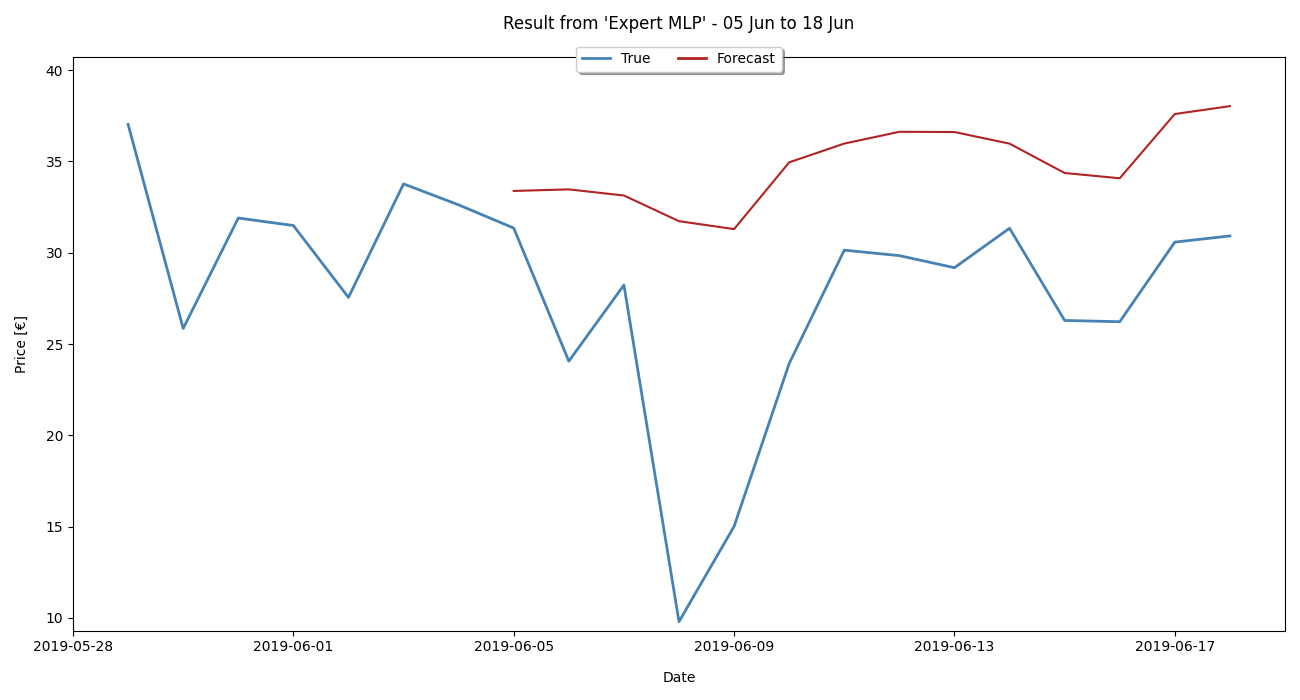 Result from 'Expert MLP' - 05 Jun to 18 Jun
True Forecast
40
35
30
25
20
15
10
Price [€]
2019-05-28 2019-06-01 2019-06-05 2019-06-09 2019-06-13 2019-06-17
Date